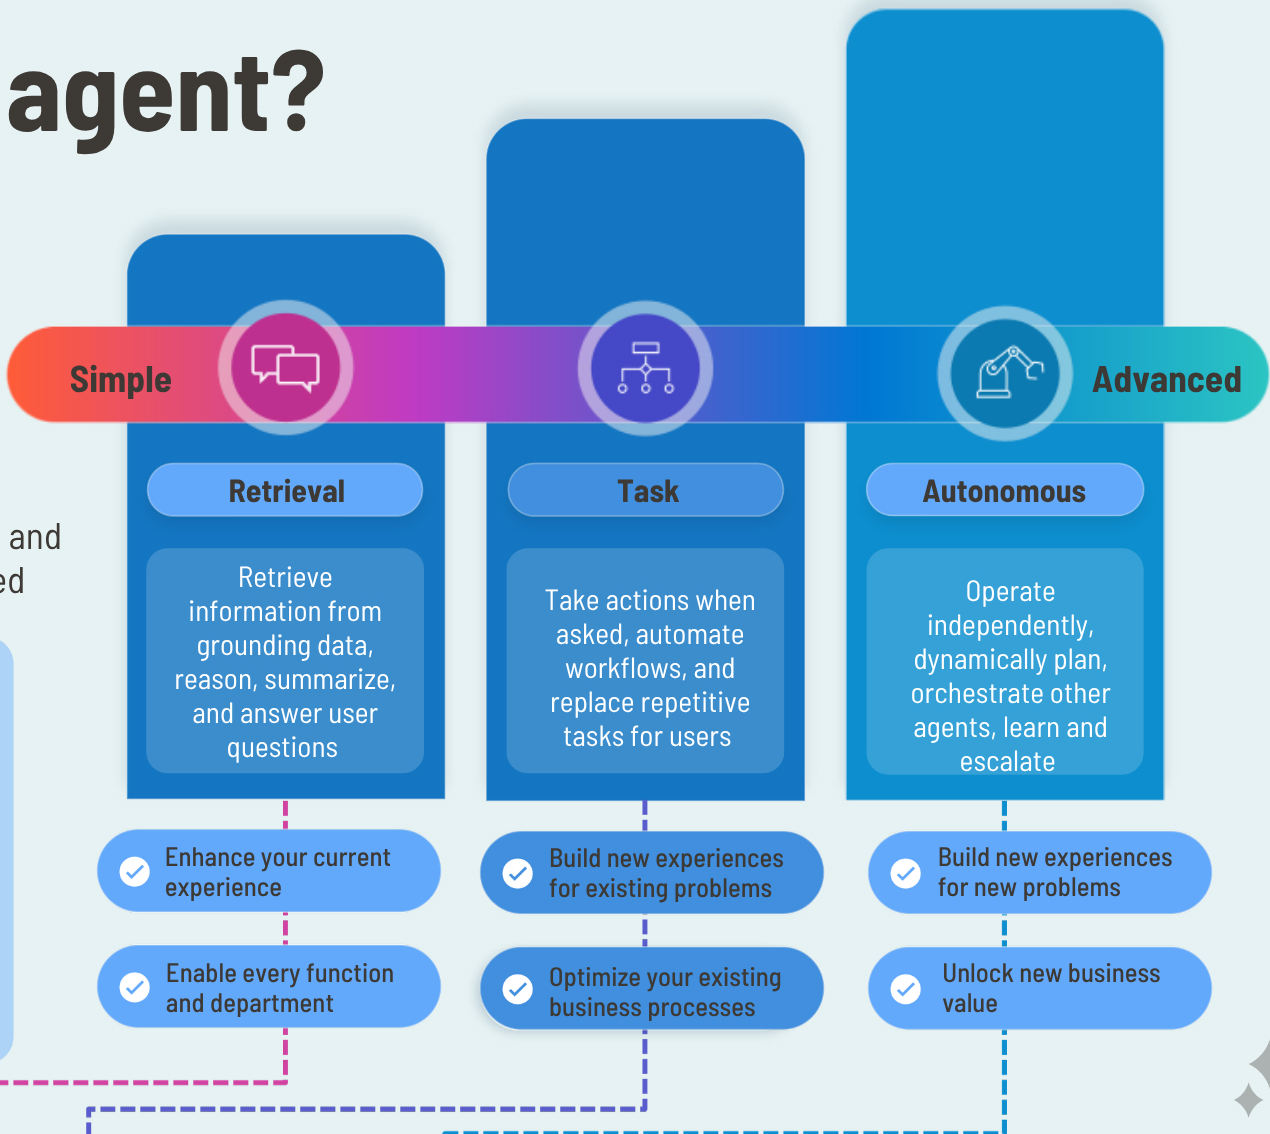 agent?
Simple
Advanced
and
ed
Retrieval
Retrieve
information from
grounding data,
reason, summarize,
and answer user
questions
Enhance your current
experience
Enable every function
and department
Task
Take actions when
asked, automate
workflows, and
replace repetitive
tasks for users
Build new experiences
for existing problems
Optimize your existing
business processes
Autonomous
Operate
independently,
dynamically plan,
orchestrate other
agents, learn and
escalate
Build new experiences
for new problems
Unlock new business
value